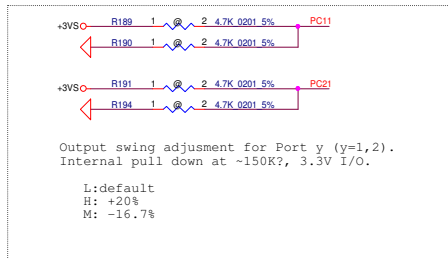 +3VS R189 1 @ 2 4.7K 0201 5% PC11
R190 1 @ 2 4.7K 0201 5%
+3VS R191 1 @ 2 4.7K 0201 5% PC21
R194 1 @ 2 4.7K 0201 5%
Output swing adjusment for Port y (y=1,2).
Internal pull down at ~150K?, 3.3V I/O.
L:default
H: +20%
M: -16.7%